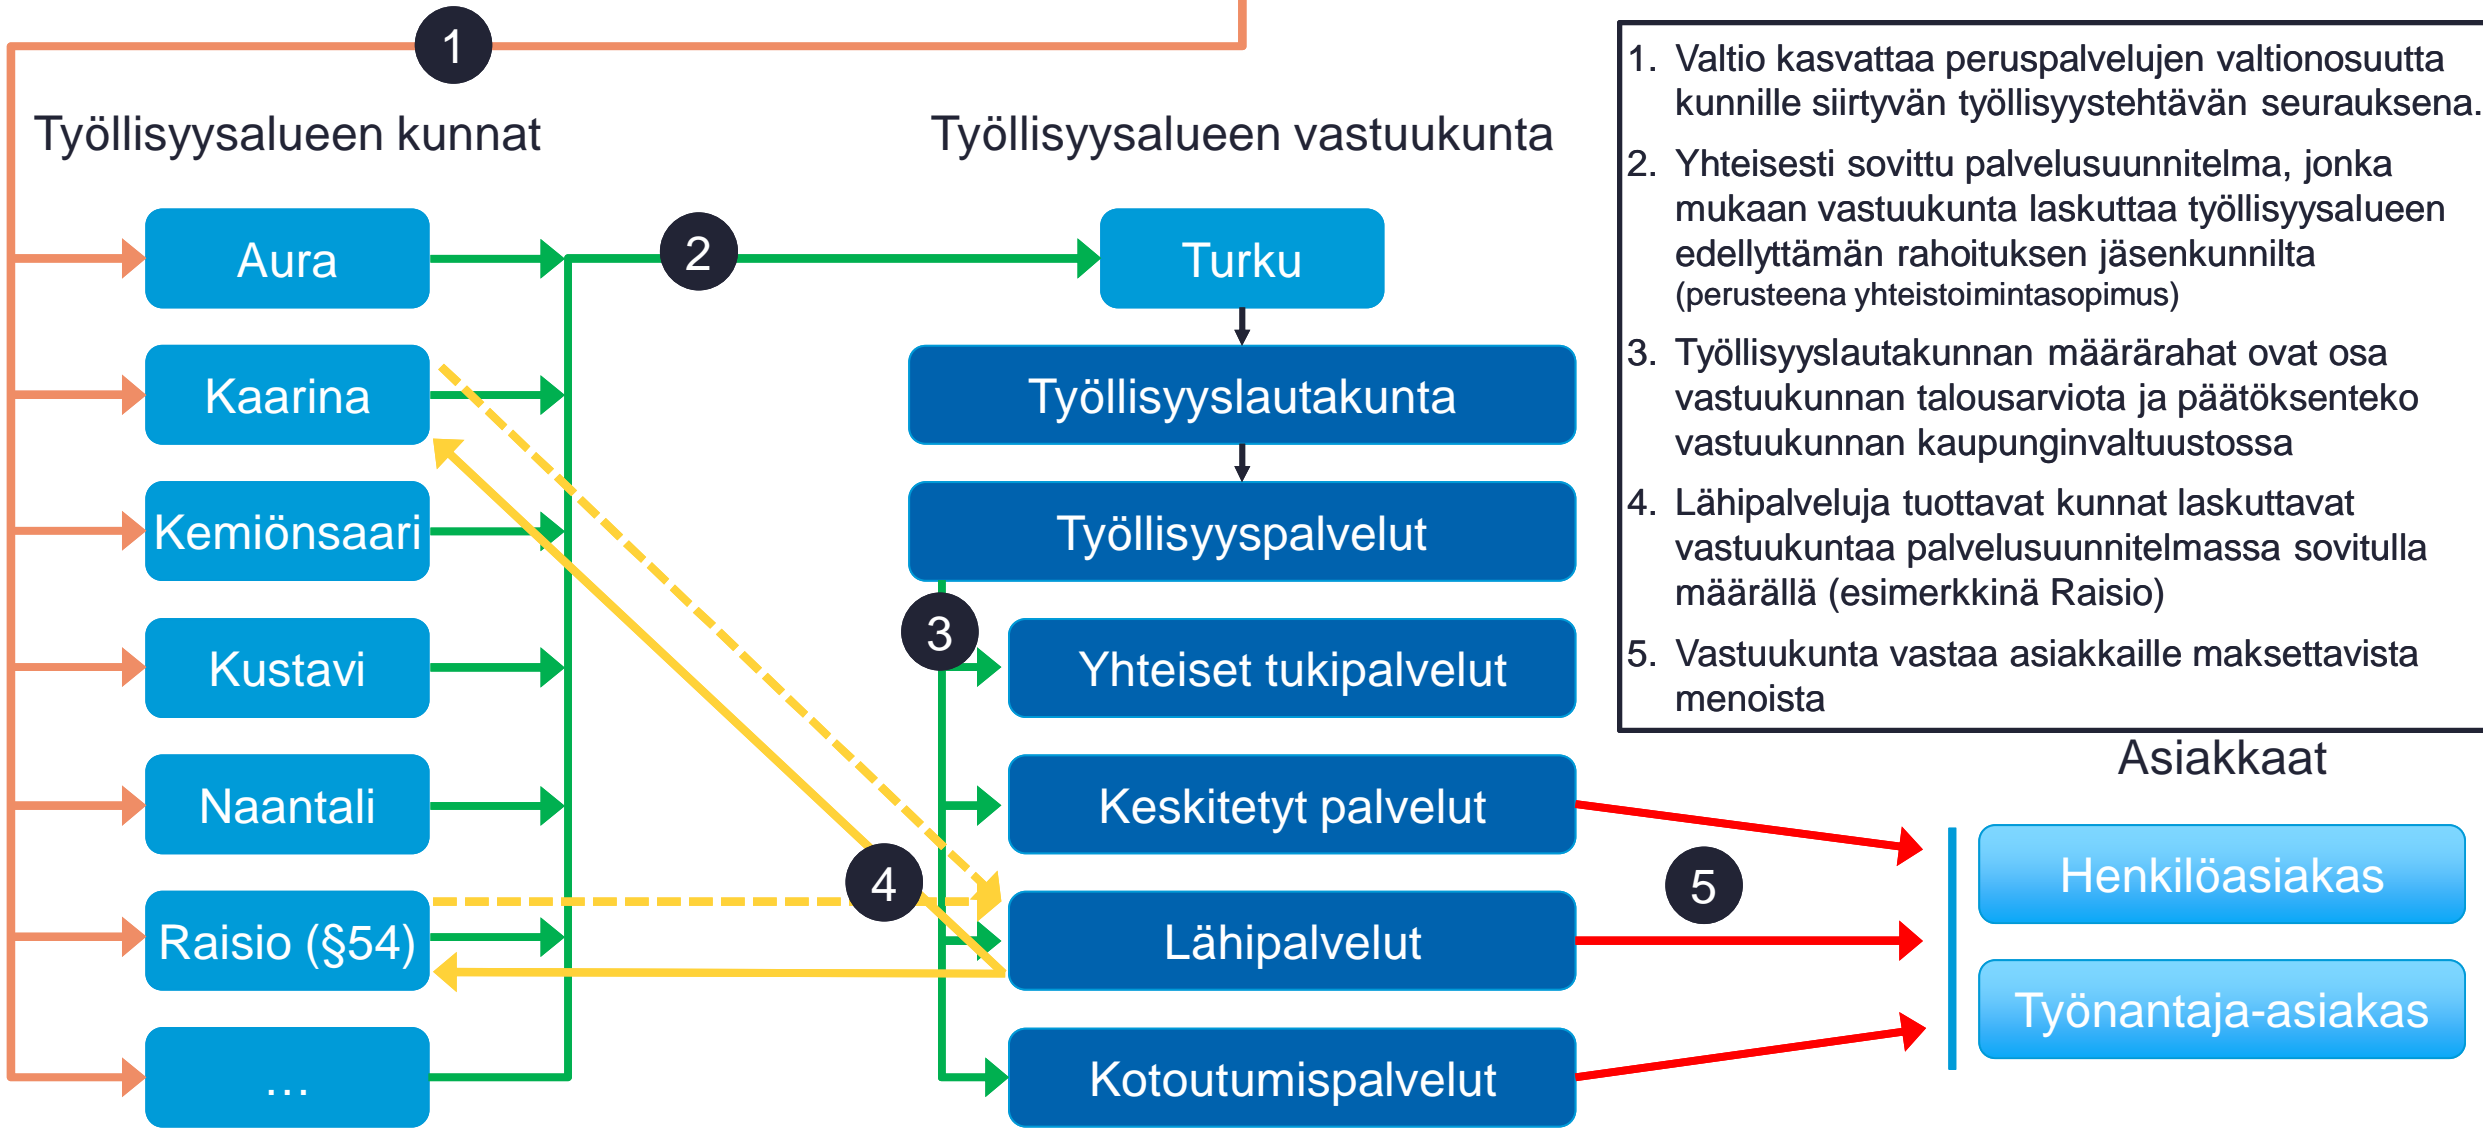 1
Työllisyysalueen kunnat
Työllisyysalueen vastuukunta
Aura
2
Turku
Kaarina
Työllisyyslautakunta
Kemiönsaari
Työllisyyspalvelut
Kustavi
3
Yhteiset tukipalvelut
Naantali
Keskitetyt palvelut
Raisio (§54)
4
Lähipalvelut
5
...
Kotoutumispalvelut
1. Valtio kasvattaa peruspalvelujen valtionosuutta
kunnille siirtyvän työllisyystehtävän seurauksena.
2. Yhteisesti sovittu palvelusuunnitelma, jonka
mukaan vastuukunta laskuttaa työllisyysalueen
edellyttämän rahoituksen jäsenkunnilta
(perusteena yhteistoimintasopimus)
3. Työllisyyslautakunnan määrärahat ovat osa
vastuukunnan talousarviota ja päätöksenteko
vastuukunnan kaupunginvaltuustossa
4. Lähipalveluja tuottavat kunnat laskuttavat
vastuukuntaa palvelusuunnitelmassa sovitulla
määrällä (esimerkkinä Raisio)
5. Vastuukunta vastaa asiakkaille maksettavista
menoista
Asiakkaat
Henkilöasiakas
Työnantaja-asiakas